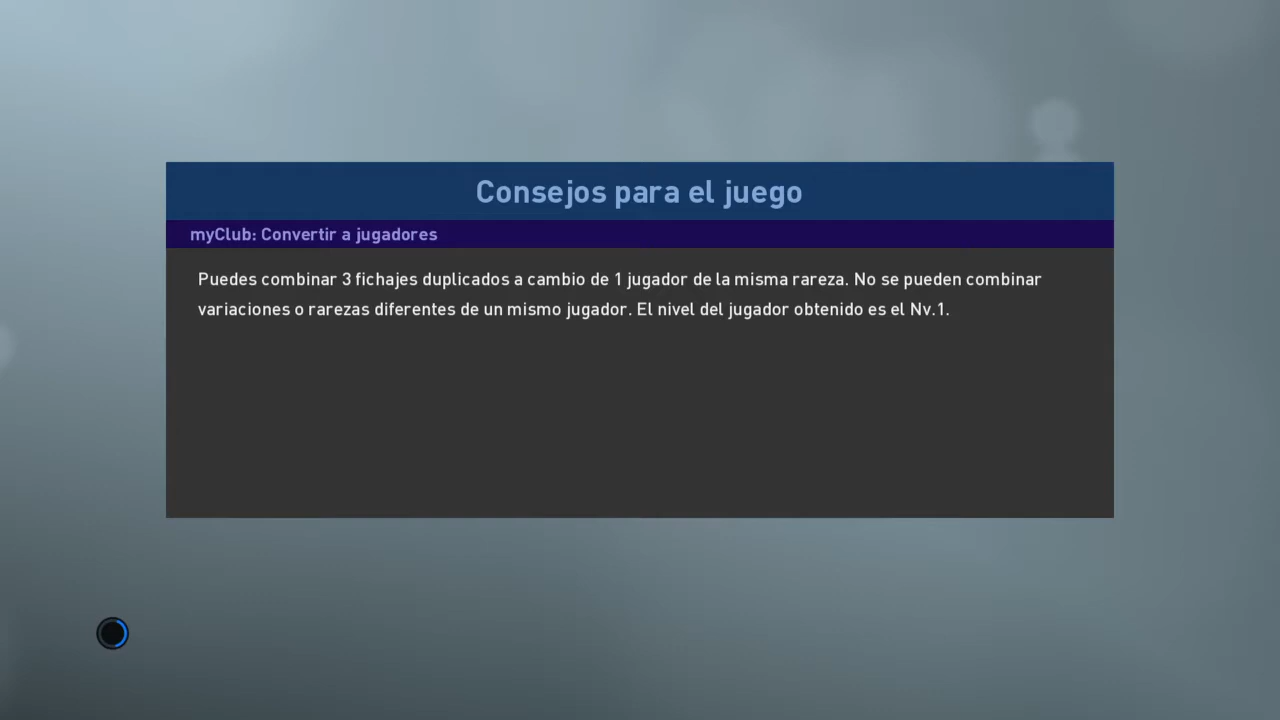 Consejos para el juego
myClub: Convertir a jugadores
Puedes combinar 3 fichajes duplicados a cambio de 1 jugador de la misma rareza. No se pueden combinar
variaciones o rarezas diferentes de un mismo jugador. El nivel del jugador obtenido es el Nv.1.